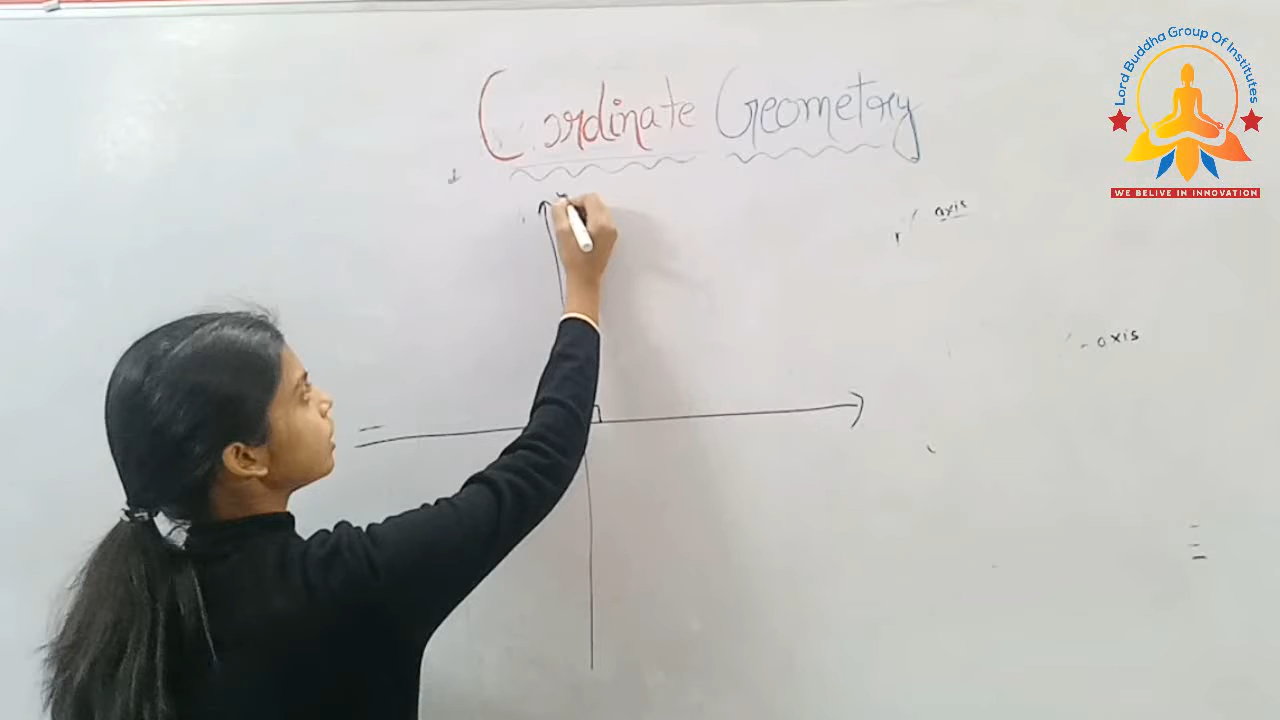 Lord Buddha Group Of Institutes
WE BELIVE IN INNOVATION
Coordinate Geometry
axis
- axis